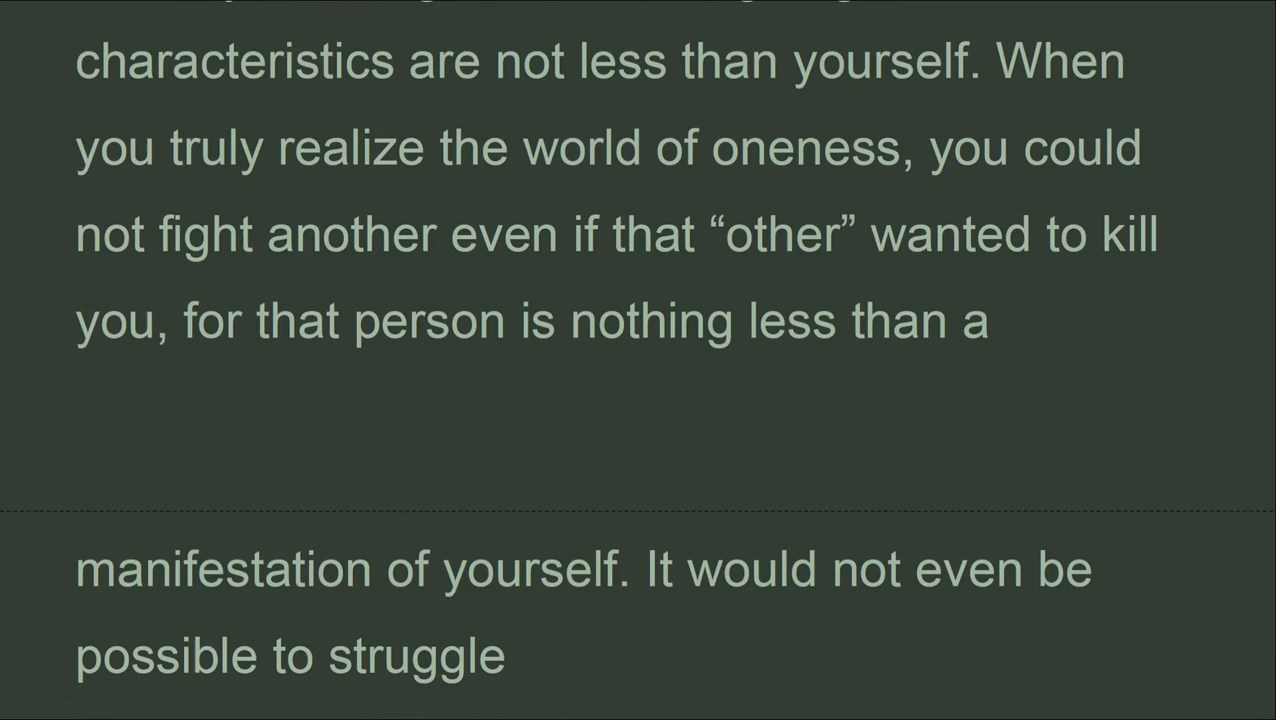 characteristics are not less than yourself. When
you truly realize the world of oneness, you could
not fight another even if that “other” wanted to kill
you, for that person is nothing less than a
manifestation of yourself. It would not even be
possible to struggle